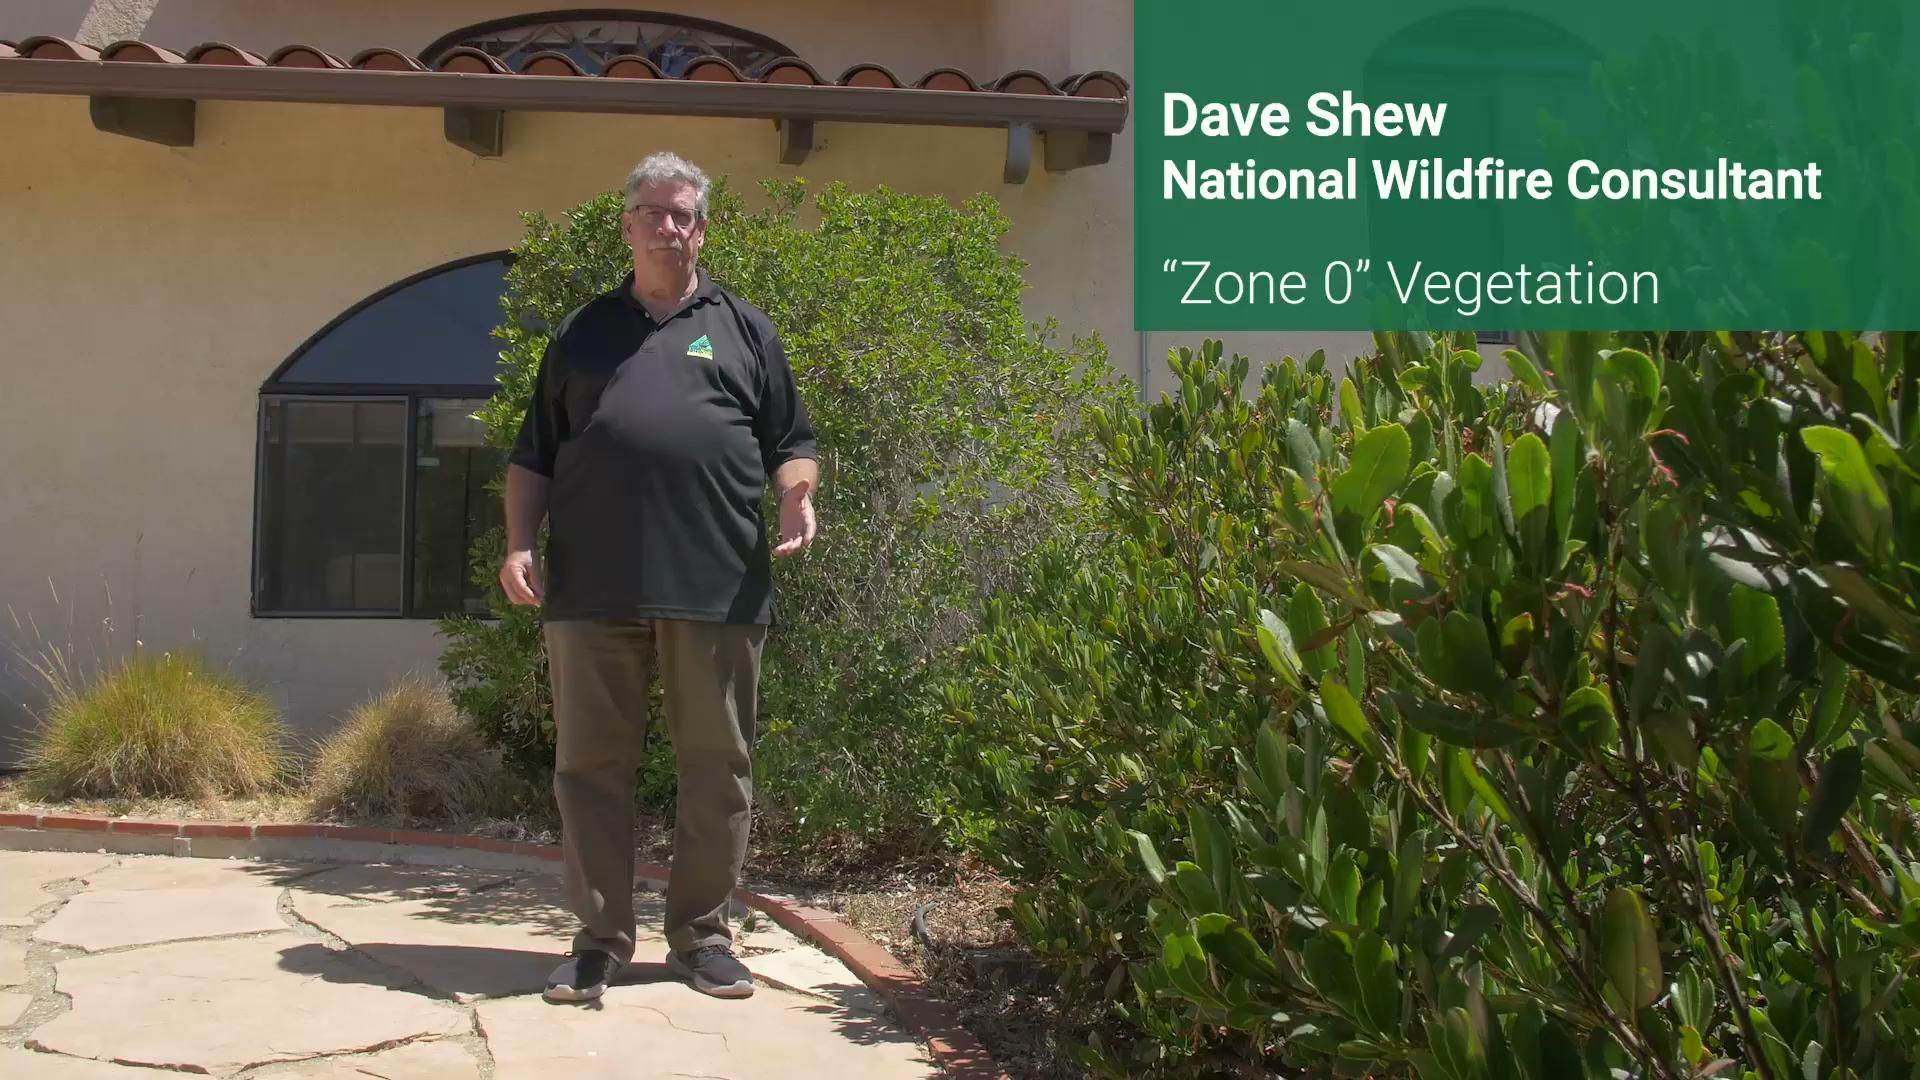 Dave Shew
National Wildfire Consultant
“Zone 0” Vegetation